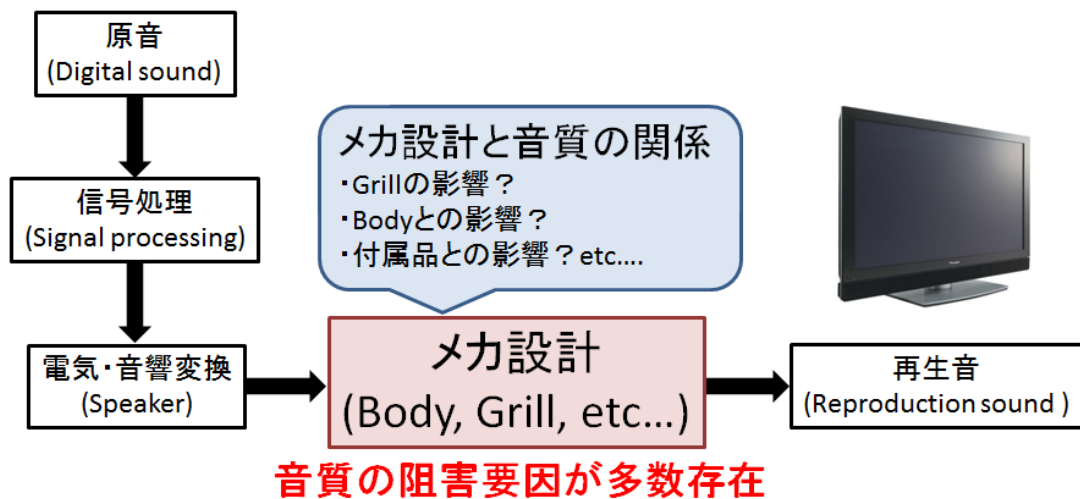 原音
(Digital sound)
信号処理
(Signal processing)
電気・音響変換
(Speaker)
メカ設計と音質の関係
・Grillの影響？
・Bodyとの影響？
・付属品との影響？etc….
メカ設計
(Body, Grill, etc…)
音質の阻害要因が多数存在
再生音
(Reproduction sound )